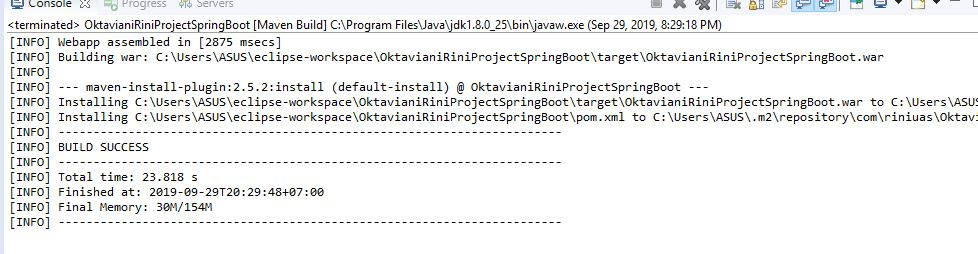 Console Progress Servers
<terminated> OktavianiRiniProjectSpringBoot [Maven Build] C:\Program Files\Java\jdk1.8.0_25\bin\javaw.exe (Sep 29, 2019, 8:29:18 PM)
[INFO] Webapp assembled in [2875 msecs]
[INFO] Building war: C:\Users\ASUS\eclipse-workspace\OktavianiRiniProjectSpringBoot\target\OktavianiRiniProjectSpringBoot.war
[INFO]
[INFO] --- maven-install-plugin:2.5.2:install (default-install) @ OktavianiRiniProjectSpringBoot ---
[INFO] Installing C:\Users\ASUS\eclipse-workspace\OktavianiRiniProjectSpringBoot\target\OktavianiRiniProjectSpringBoot.war to C:\Users\ASUS
[INFO] Installing C:\Users\ASUS\eclipse-workspace\OktavianiRiniProjectSpringBoot\pom.xml to C:\Users\ASUS\.m2\repository\com\riniuas\Oktavi
[INFO] ------------------------------------------------------------------------
[INFO] BUILD SUCCESS
[INFO] ------------------------------------------------------------------------
[INFO] Total time: 23.818 s
[INFO] Finished at: 2019-09-29T20:29:48+07:00
[INFO] Final Memory: 30M/154M
[INFO] ------------------------------------------------------------------------